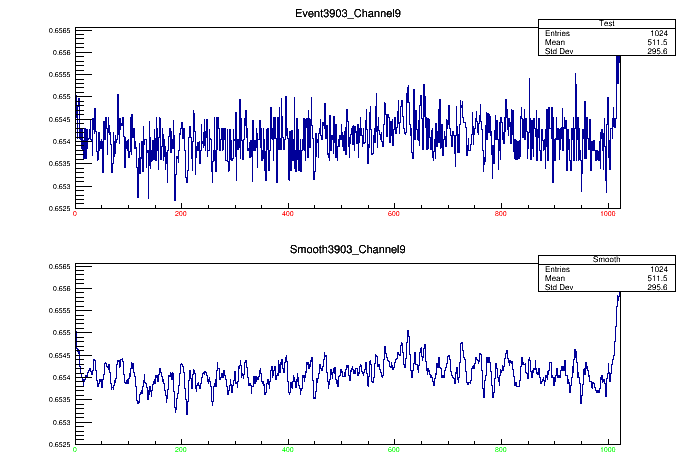 Event3903_Channel9
Test
Entries 1024
Mean 511.5
Std Dev 295.6
0.6565
0.656
0.6555
0.655
0.6545
0.654
0.6535
0.653
0.6525
0 200 400 600 800 1000
Smooth3903_Channel9
Smooth
Entries 1024
Mean 511.5
Std Dev 295.6
0.6565
0.656
0.6555
0.655
0.6545
0.654
0.6535
0.653
0.6525
0 200 400 600 800 1000